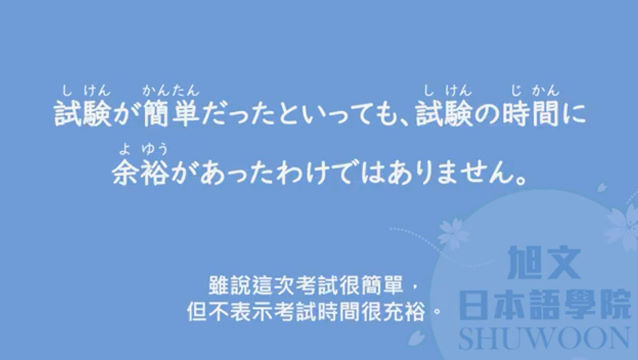 し けん かんたん し けん じ かん
試験が簡単だったといっても、試験の時間に
よ ゆう
余裕があったわけではありません。
雖說這次考試很簡單，
但不表示考試時間很充裕。
旭文
日本語學院
SHUWOON